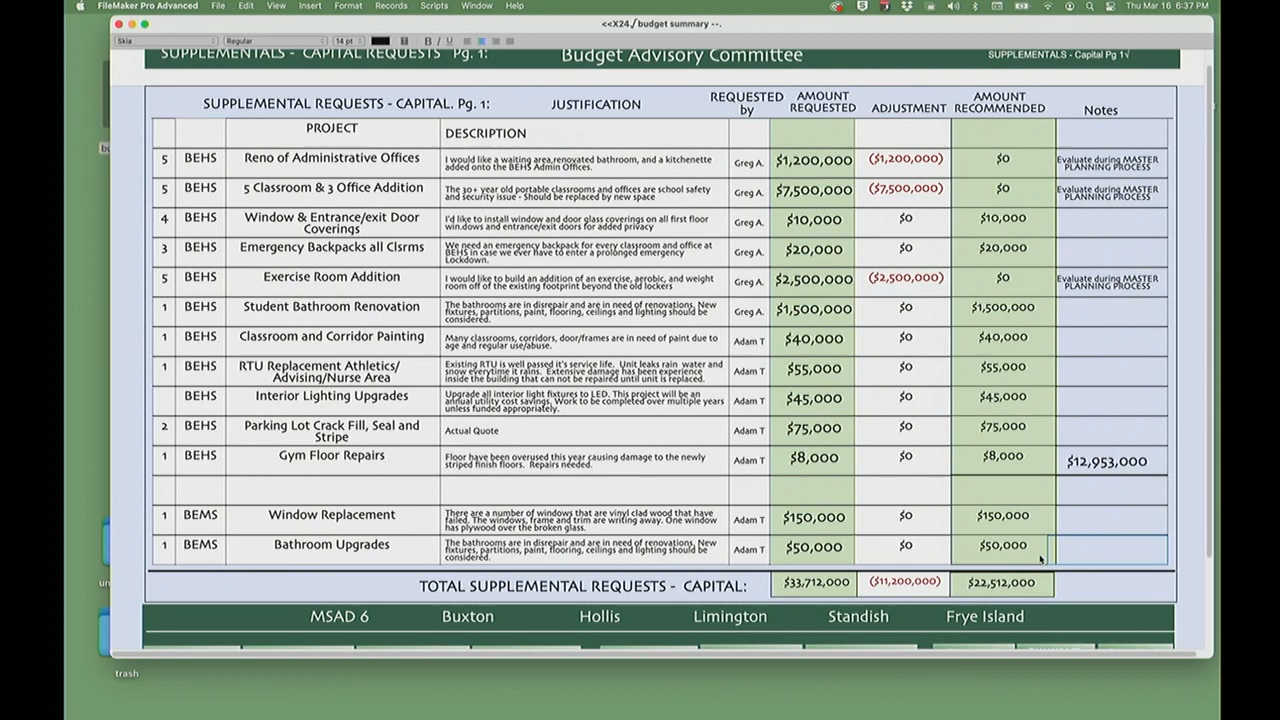 FileMaker Pro Advanced File Edit View Insert Format Records Scripts Window Help Thu Mar 16 6:37 PM
<<X24./ budget summary --.
Skia Regular 14 pt B I U
SUPPLEMENTALS - CAPITAL REQUESTS Pg. 1: Budget Advisory Committee SUPPLEMENTALS - Capital Pg 1√
SUPPLEMENTAL REQUESTS - CAPITAL. Pg. 1: JUSTIFICATION REQUESTED by AMOUNT REQUESTED ADJUSTMENT AMOUNT RECOMMENDED Notes
PROJECT DESCRIPTION
5 BEHS Reno of Administrative Offices I would like a waiting area,renovated bathroom, and a kitchenette added onto the BEHS Admin Offices. Greg A. $1,200,000 ($1,200,000) $0 Evaluate during MASTER PLANNING PROCESS
5 BEHS 5 Classroom & 3 Office Addition The 30+ year old portable classrooms and offices are school safety and security issue - Should be replaced by new space Greg A. $7,500,000 ($7,500,000) $0 Evaluate during MASTER PLANNING PROCESS
4 BEHS Window & Entrance/exit Door Coverings I'd like to install window and door glass coverings on all first floor win.dows and entrance/exit doors for added privacy Greg A. $10,000 $0 $10,000
3 BEHS Emergency Backpacks all Clsrms We need an emergency backpack for every classroom and office at BEHS in case we ever have to enter a prolonged emergency Lockdown. Greg A. $20,000 $0 $20,000
5 BEHS Exercise Room Addition I would like to build an addition of an exercise, aerobic, and weight room off of the existing footprint beyond the old lockers Greg A. $2,500,000 ($2,500,000) $0 Evaluate during MASTER PLANNING PROCESS
1 BEHS Student Bathroom Renovation The bathrooms are in disrepair and are in need of renovations. New fixtures, partitions, paint, flooring, ceilings and lighting should be considered. Greg A. $1,500,000 $0 $1,500,000
1 BEHS Classroom and Corridor Painting Many classrooms, corridors, door/frames are in need of paint due to age and regular use/abuse. Adam T $40,000 $0 $40,000
1 BEHS RTU Replacement Athletics/ Advising/Nurse Area Existing RTU is well passed it's service life. Unit leaks rain water and snow everytime it rains. Extensive damage has been experience inside the building that can not be repaired until unit is replaced. Adam T $55,000 $0 $55,000
BEHS Interior Lighting Upgrades Upgrade all interior light fixtures to LED. This project will be an annual utility cost savings. Work to be completed over multiple years unless funded appropriately. Adam T $45,000 $0 $45,000
2 BEHS Parking Lot Crack Fill, Seal and Stripe Actual Quote Adam T $75,000 $0 $75,000
1 BEHS Gym Floor Repairs Floor have been overused this year causing damage to the newly striped finish floors. Repairs needed. Adam T $8,000 $0 $8,000 $12,953,000
1 BEMS Window Replacement There are a number of windows that are vinyl clad wood that have failed. The windows, frame and trim are writing away. One window has plywood over the broken glass. Adam T $150,000 $0 $150,000
1 BEMS Bathroom Upgrades The bathrooms are in disrepair and are in need of renovations. New fixtures, partitions, paint, flooring, ceilings and lighting should be considered. Adam T $50,000 $0 $50,000
TOTAL SUPPLEMENTAL REQUESTS - CAPITAL: $33,712,000 ($11,200,000) $22,512,000
MSAD 6 Buxton Hollis Limington Standish Frye Island
trash